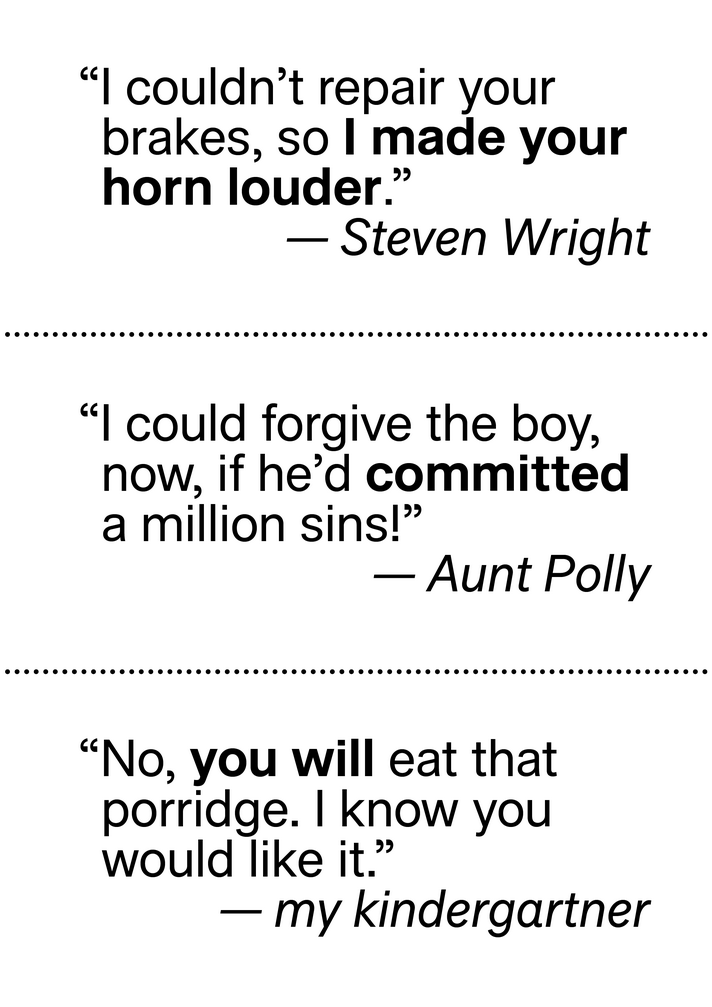 “I couldn’t repair your
brakes, so I made your
horn louder.”
— Steven Wright
“I could forgive the boy,
now, if he’d committed
a million sins!”
— Aunt Polly
“No, you will eat that
porridge. I know you
would like it.”
— my kindergartner